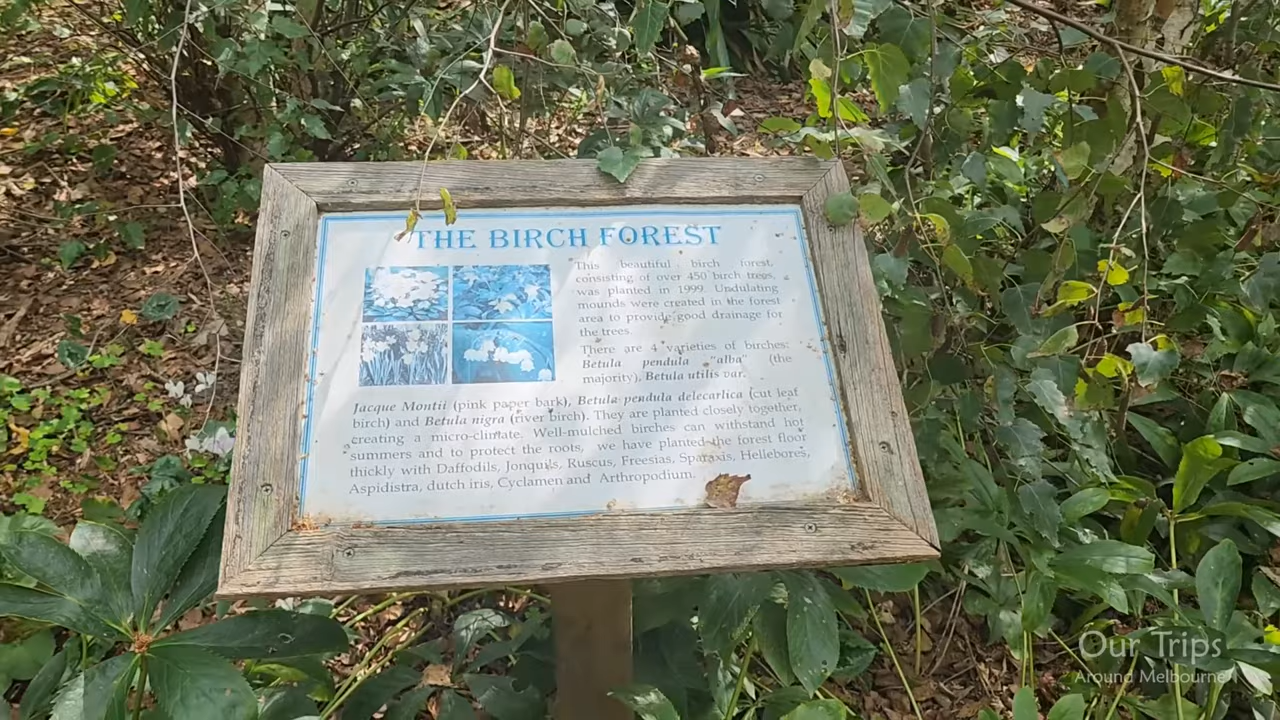 THE BIRCH FOREST
This beautiful birch forest,
consisting of over 450 birch trees,
was planted in 1999. Undulating
mounds were created in the forest
area to provide good drainage for
the trees.
There are 4 varieties of birches:
Betula pendula "alba" (the
majority), Betula utilis var.
Jacque Montii (pink paper bark), Betula pendula delecarlica (cut leaf
birch) and Betula nigra (river birch). They are planted closely together,
creating a micro-climate. Well-mulched birches can withstand hot
summers and to protect the roots, we have planted the forest floor
thickly with Daffodils, Jonquils, Ruscus, Freesias, Sparaxis, Hellebores,
Aspidistra, dutch iris, Cyclamen and Arthropodium.
Our Trips
Around Melbourne